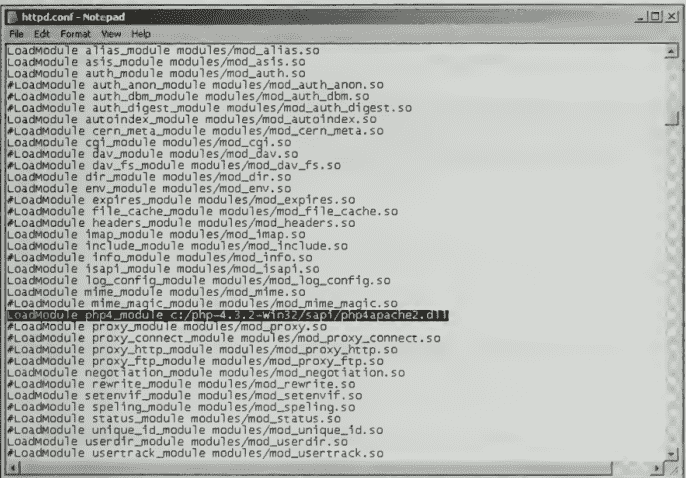 httpd.conf - Notepad
File Edit Format View Help
LoadModule alias_module modules/mod_alias.so
LoadModule asis_module modules/mod_asis.so
LoadModule auth_module modules/mod_auth.so
#LoadModule auth_anon_module modules/mod_auth_anon.so
#LoadModule auth_dbm_module modules/mod_auth_dbm.so
#LoadModule auth_digest_module modules/mod_auth_digest.so
LoadModule autoindex_module modules/mod_autoindex.so
#LoadModule cern_meta_module modules/mod_cern_meta.so
LoadModule cgi_module modules/mod_cgi.so
#LoadModule dav_module modules/mod_dav.so
#LoadModule dav_fs_module modules/mod_dav_fs.so
LoadModule dir_module modules/mod_dir.so
LoadModule env_module modules/mod_env.so
#LoadModule expires_module modules/mod_expires.so
#LoadModule file_cache_module modules/mod_file_cache.so
#LoadModule headers_module modules/mod_headers.so
LoadModule imap_module modules/mod_imap.so
LoadModule include_module modules/mod_include.so
#LoadModule info_module modules/mod_info.so
LoadModule isapi_module modules/mod_isapi.so
LoadModule log_config_module modules/mod_log_config.so
LoadModule mime_module modules/mod_mime.so
#LoadModule mime_magic_module modules/mod_mime_magic.so
LoadModule php4_module c:/php-4.3.2-Win32/sapi/php4apache2.dll
#LoadModule proxy_module modules/mod_proxy.so
#LoadModule proxy_connect_module modules/mod_proxy_connect.so
#LoadModule proxy_http_module modules/mod_proxy_http.so
#LoadModule proxy_ftp_module modules/mod_proxy_ftp.so
LoadModule negotiation_module modules/mod_negotiation.so
#LoadModule rewrite_module modules/mod_rewrite.so
LoadModule setenvif_module modules/mod_setenvif.so
#LoadModule speling_module modules/mod_speling.so
#LoadModule status_module modules/mod_status.so
#LoadModule unique_id_module modules/mod_unique_id.so
LoadModule userdir_module modules/mod_userdir.so
#LoadModule usertrack_module modules/mod_usertrack.so